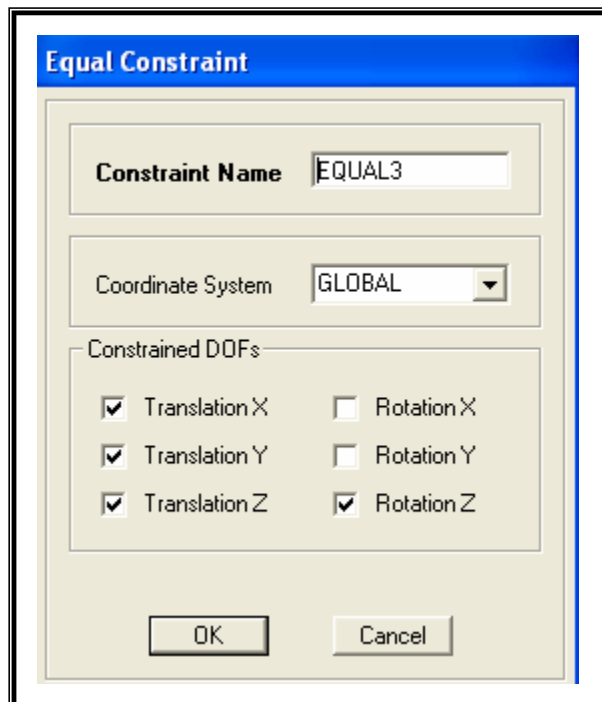 Equal Constraint
Constraint Name EQUAL3
Coordinate System GLOBAL
Constrained DOFs
Translation X Rotation X
Translation Y Rotation Y
Translation Z Rotation Z
OK Cancel